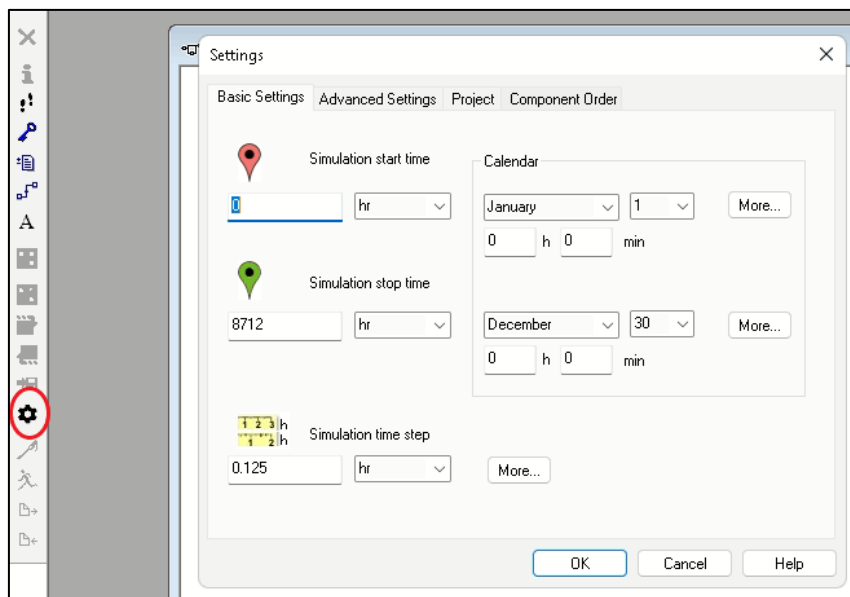 Settings
Basic Settings
Advanced Settings
Project
Component Order
Simulation start time
0
hr
Calendar
January
1
More...
0 h 0 min
Simulation stop time
8712
hr
December
30
More...
0 h 0 min
1 2 3 h
1 2 h
Simulation time step
0.125
hr
More...
OK
Cancel
Help
A